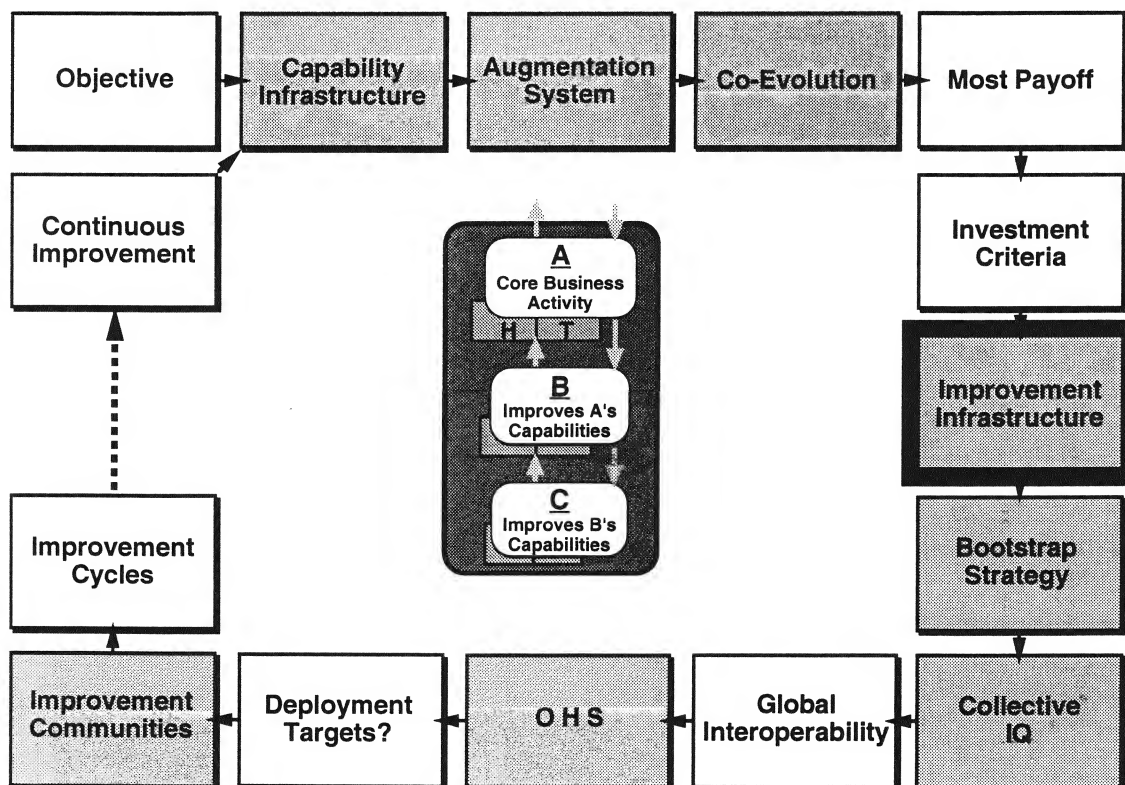 Objective
Capability
Infrastructure
Augmentation
System
Co-Evolution
Most Payoff
Investment
Criteria
Improvement
Infrastructure
Bootstrap
Strategy
Collective
IQ
Global
Interoperability
O H S
Deployment
Targets?
Improvement
Communities
Improvement
Cycles
Continuous
Improvement
A
Core Business
Activity
H T
B
Improves A's
Capabilities
C
Improves B's
Capabilities